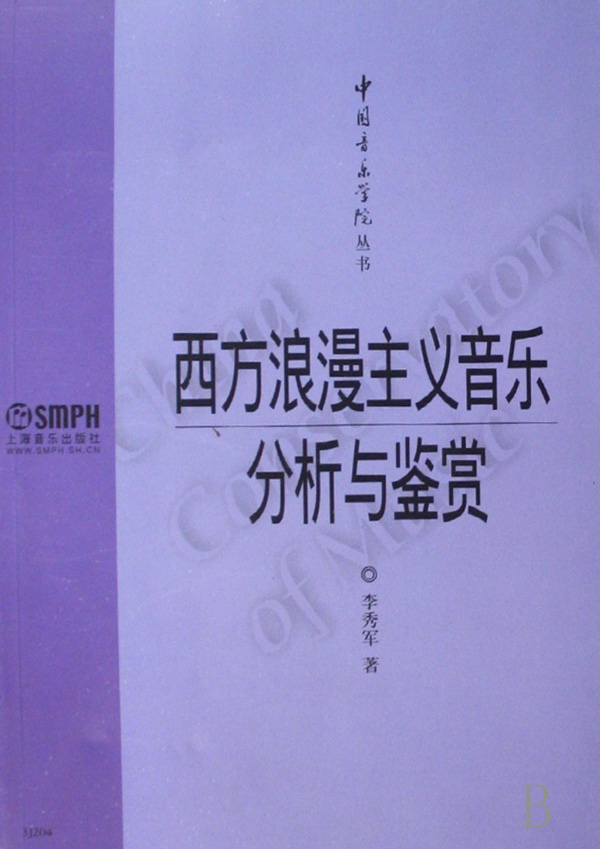 中国音乐学院丛书
China
Conservatory
of Music
西方浪漫主义音乐
分析与鉴赏
◎李秀军 著
SMPH
上海音乐出版社
WWW.SMPH.SH.CN
JJ204
B